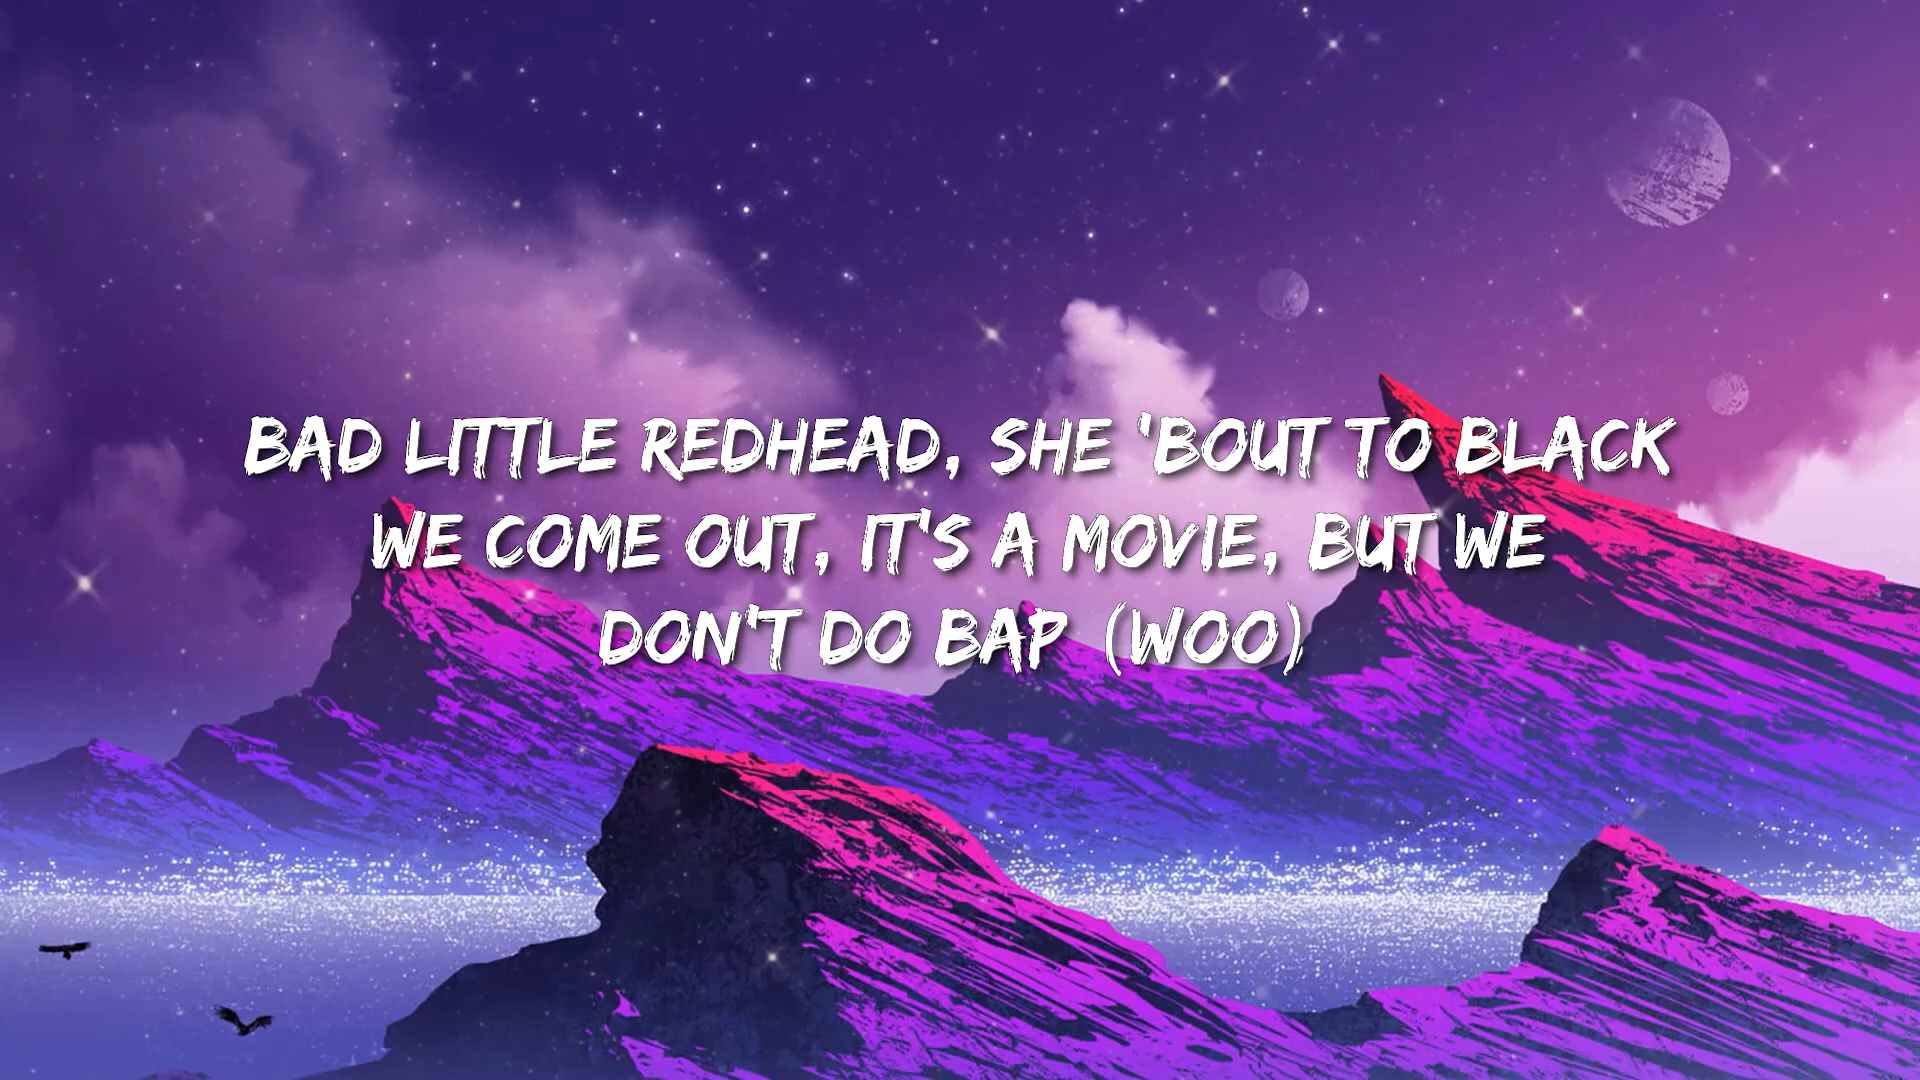 BAD LITTLE REDHEAD, SHE 'BOUT TO BLACK
WE COME OUT, IT'S A MOVIE, BUT WE
DON'T DO BAP (WOO)